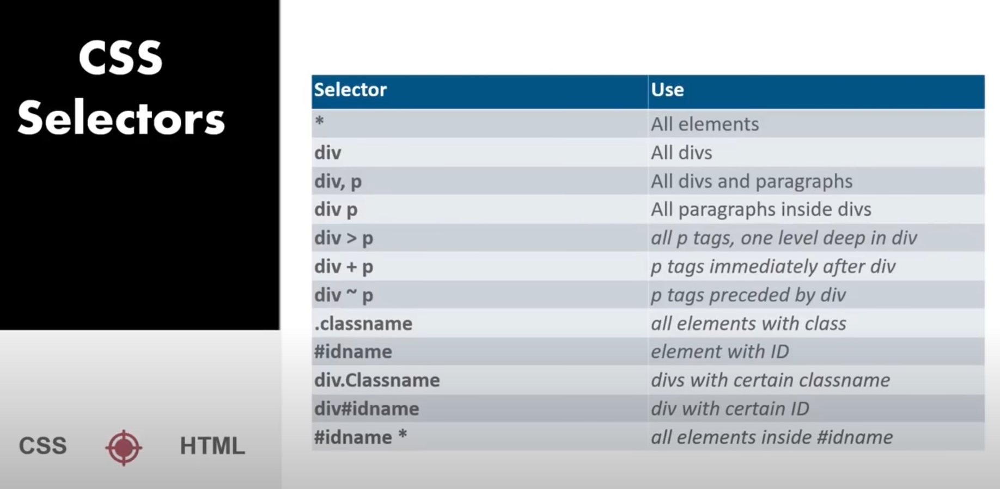 CSS
Selectors
Selector Use
* All elements
div All divs
div, p All divs and paragraphs
div p All paragraphs inside divs
div > p all p tags, one level deep in div
div + p p tags immediately after div
div ~ p p tags preceded by div
.classname all elements with class
#idname element with ID
div.Classname divs with certain classname
div#idname div with certain ID
#idname * all elements inside #idname
CSS HTML